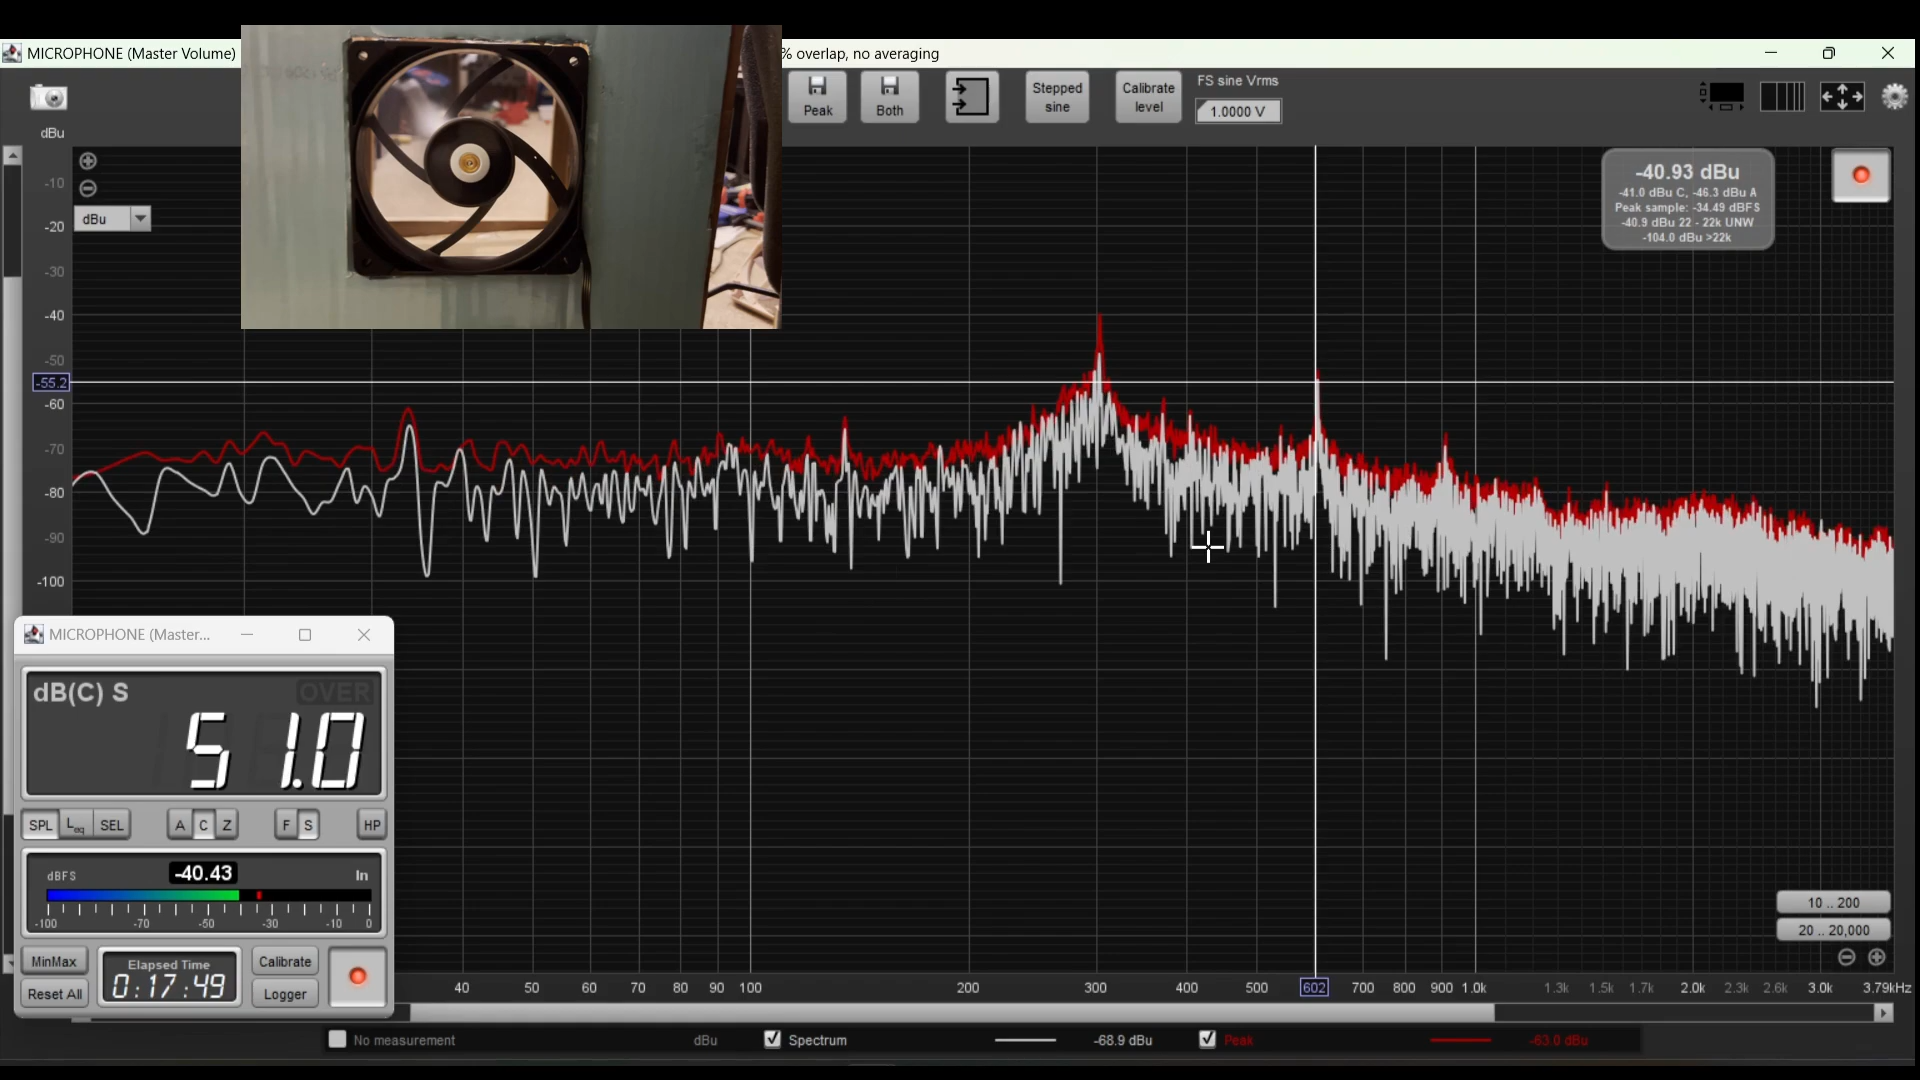 MICROPHONE (Master Volume)
% overlap, no averaging
Peak
Both
Stepped
sine
Calibrate
level
FS sine Vrms
1.0000 V
dBu
-10
-20
-30
-40
-50
-55.2
-60
-70
-80
-90
-100
dBu
-40.93 dBu
-41.0 dBu C, -46.3 dBu A
Peak sample: -34.49 dBFS
-40.9 dBu 22 - 22k UNW
-104.0 dBu >22k
MICROPHONE (Master...
dB(C) S
OVER
51.0
SPL Leq SEL A C Z F S HP
dBFS -40.43 In
-100 -70 -50 -30 -10 0
MinMax
Reset All
Elapsed Time
0:17:49
Calibrate
Logger
10 .. 200
20 .. 20,000
40 50 60 70 80 90 100 200 300 400 500 602 700 800 900 1.0k 1.3k 1.5k 1.7k 2.0k 2.3k 2.6k 3.0k 3.79kHz
No measurement dBu Spectrum -68.9 dBu Peak -63.0 dBu